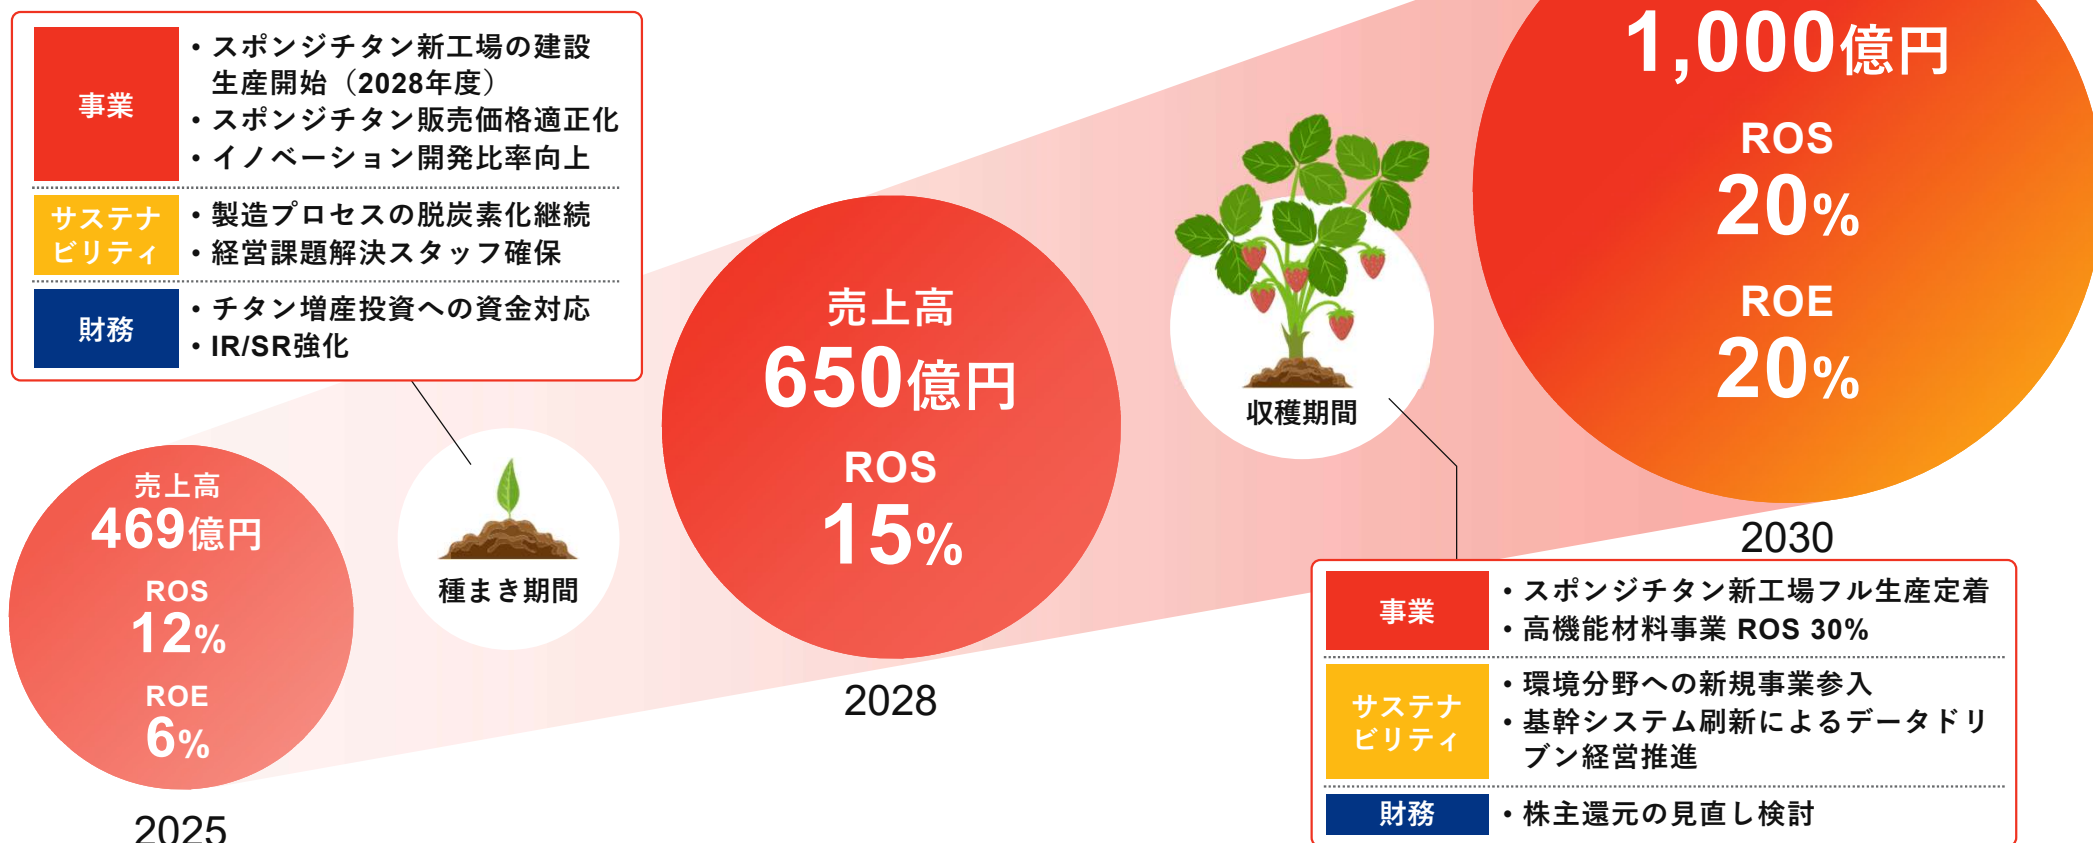 事業
・スポンジチタン新工場の建設
生産開始（2028年度）
・スポンジチタン販売価格適正化
・イノベーション開発比率向上
サステナ
ビリティ
・製造プロセスの脱炭素化継続
・経営課題解決スタッフ確保
財務
・チタン増産投資への資金対応
・IR/SR強化
売上高
469億円
ROS
12%
ROE
6%
2025
種まき期間
売上高
650億円
ROS
15%
2028
収穫期間
1,000億円
ROS
20%
ROE
20%
2030
事業
・スポンジチタン新工場フル生産定着
・高機能材料事業 ROS 30%
サステナ
ビリティ
・環境分野への新規事業参入
・基幹システム刷新によるデータドリ
ブン経営推進
財務
・株主還元の見直し検討